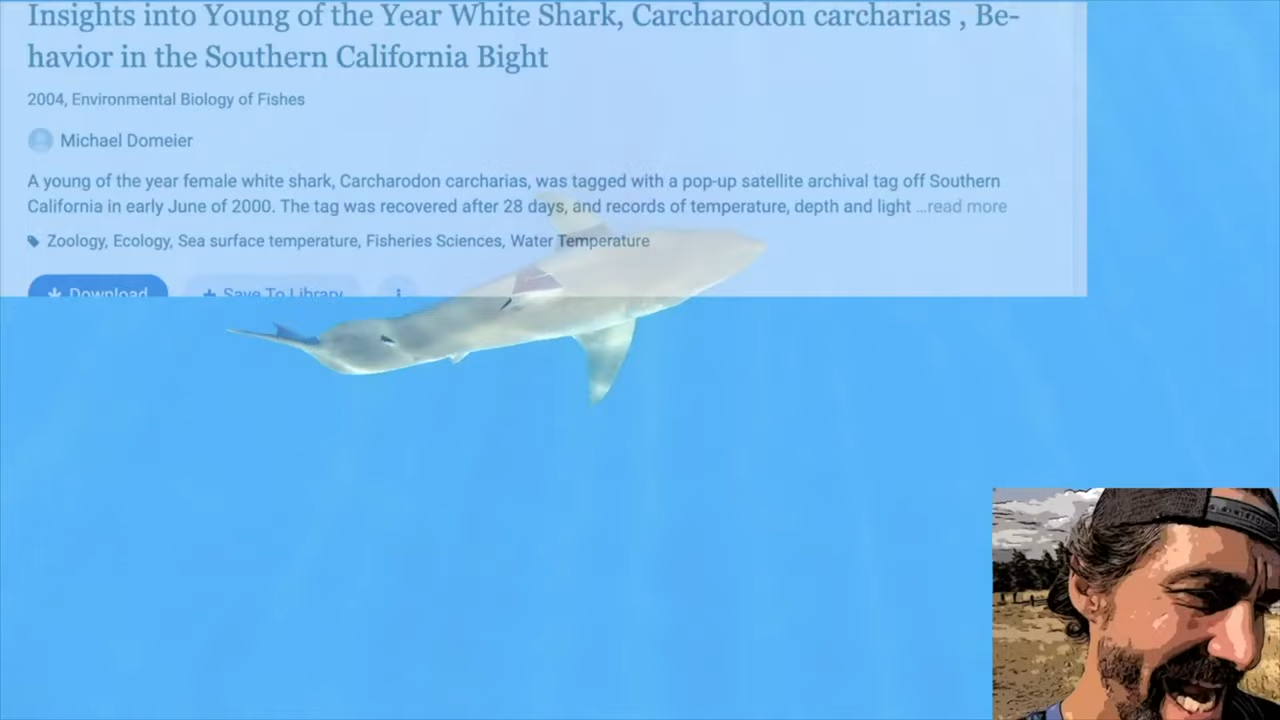 Insights into Young of the Year White Shark, Carcharodon carcharias , Be-
havior in the Southern California Bight
2004, Environmental Biology of Fishes
Michael Domeier
A young of the year female white shark, Carcharodon carcharias, was tagged with a pop-up satellite archival tag off Southern
California in early June of 2000. The tag was recovered after 28 days, and records of temperature, depth and light ...read more
Zoology, Ecology, Sea surface temperature, Fisheries Sciences, Water Temperature
Download
Save To Library